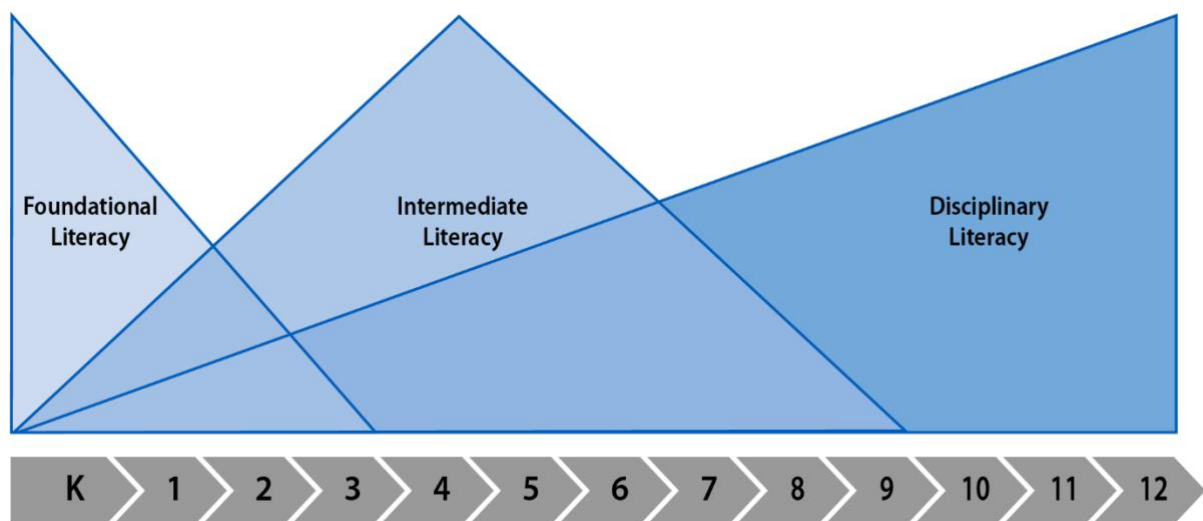 Foundational
Literacy
Intermediate
Literacy
Disciplinary
Literacy
K 1 2 3 4 5 6 7 8 9 10 11 12